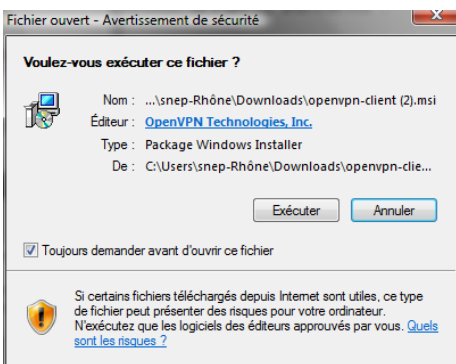 Fichier ouvert - Avertissement de sécurité
Voulez-vous exécuter ce fichier ?
Nom : ...\snep-Rhône\Downloads\openvpn-client (2).msi
Éditeur : OpenVPN Technologies, Inc.
Type : Package Windows Installer
De : C:\Users\snep-Rhône\Downloads\openvpn-clie...
Exécuter Annuler
Toujours demander avant d'ouvrir ce fichier
Si certains fichiers téléchargés depuis Internet sont utiles, ce type
de fichier peut présenter des risques pour votre ordinateur.
N'exécutez que les logiciels des éditeurs approuvés par vous. Quels
sont les risques ?